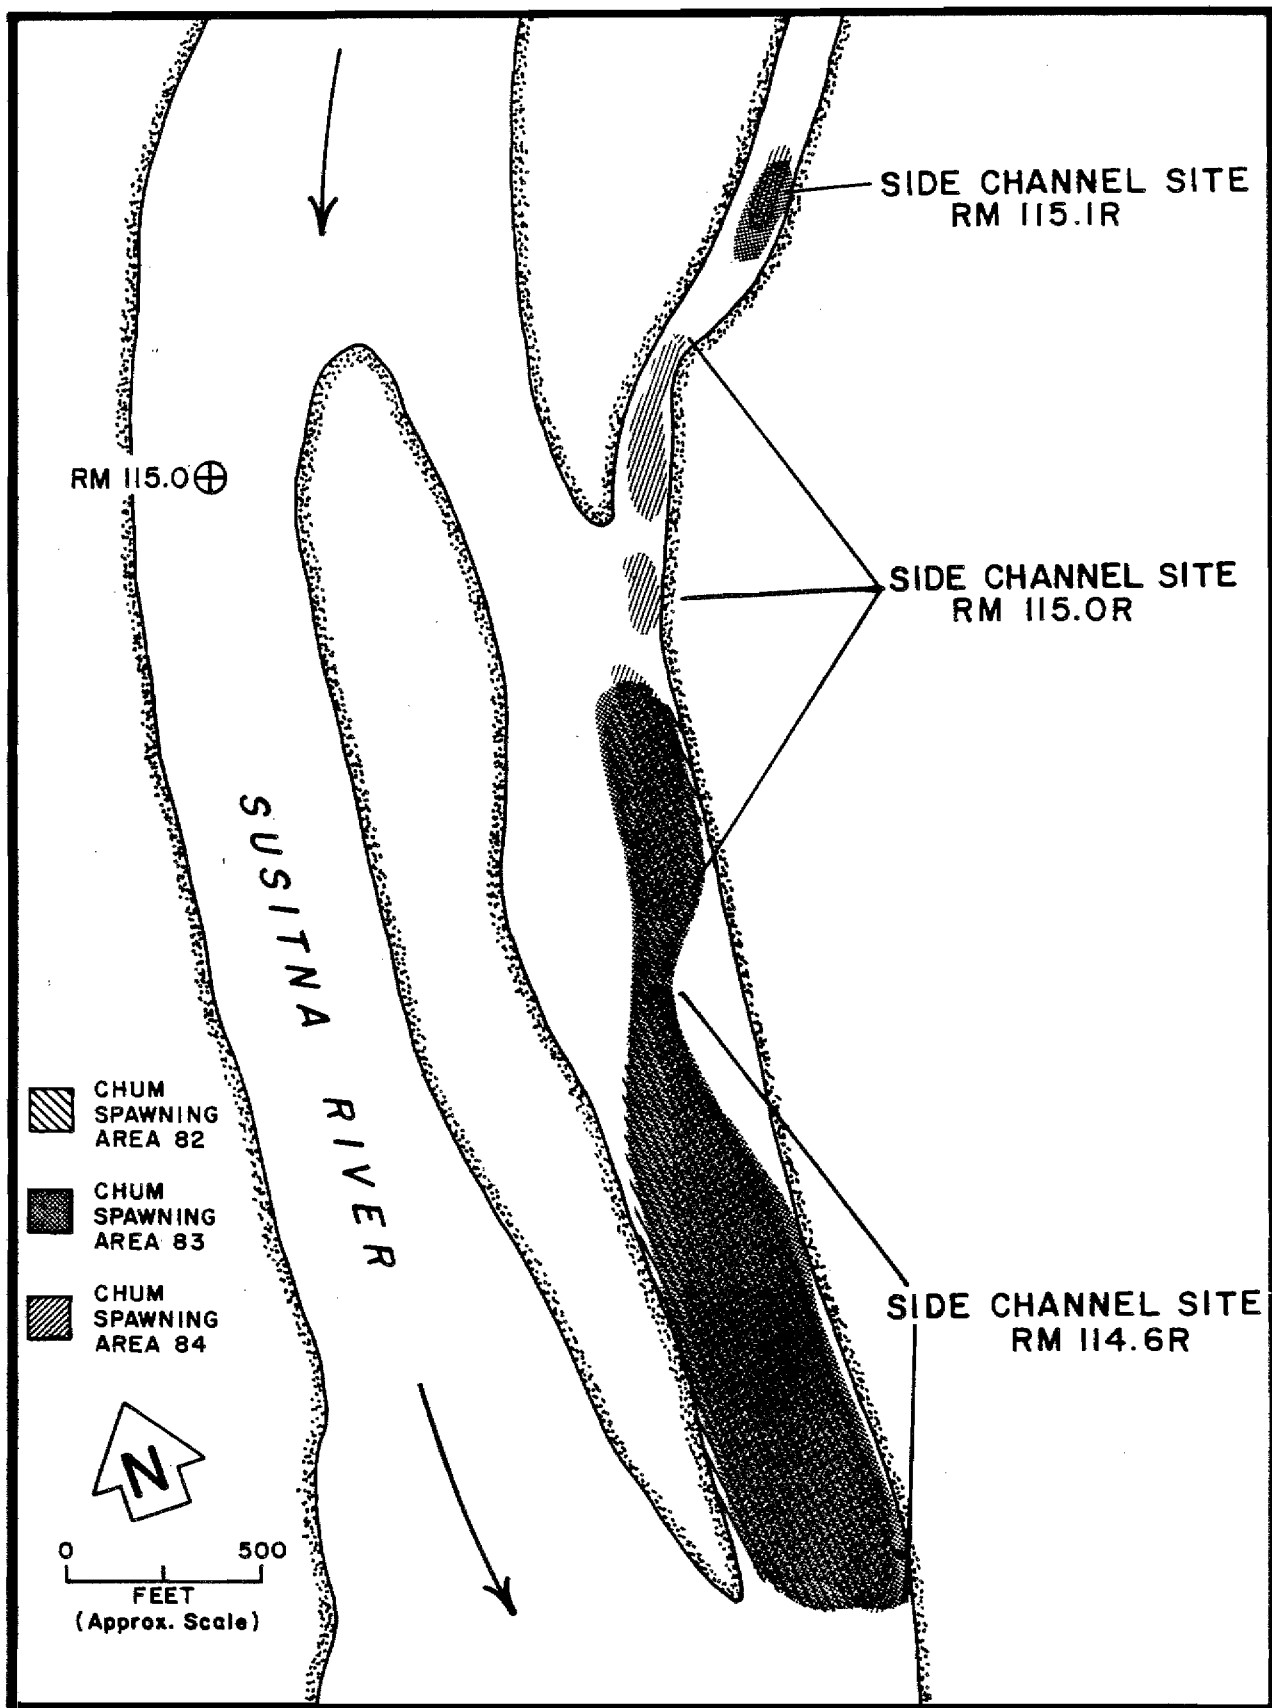 SIDE CHANNEL SITE
RM 115.1R
RM 115.0
SIDE CHANNEL SITE
RM 115.0R
SUSITNA RIVER
CHUM
SPAWNING
AREA 82
CHUM
SPAWNING
AREA 83
CHUM
SPAWNING
AREA 84
SIDE CHANNEL SITE
RM 114.6R
N
0 500
FEET
(Approx. Scale)